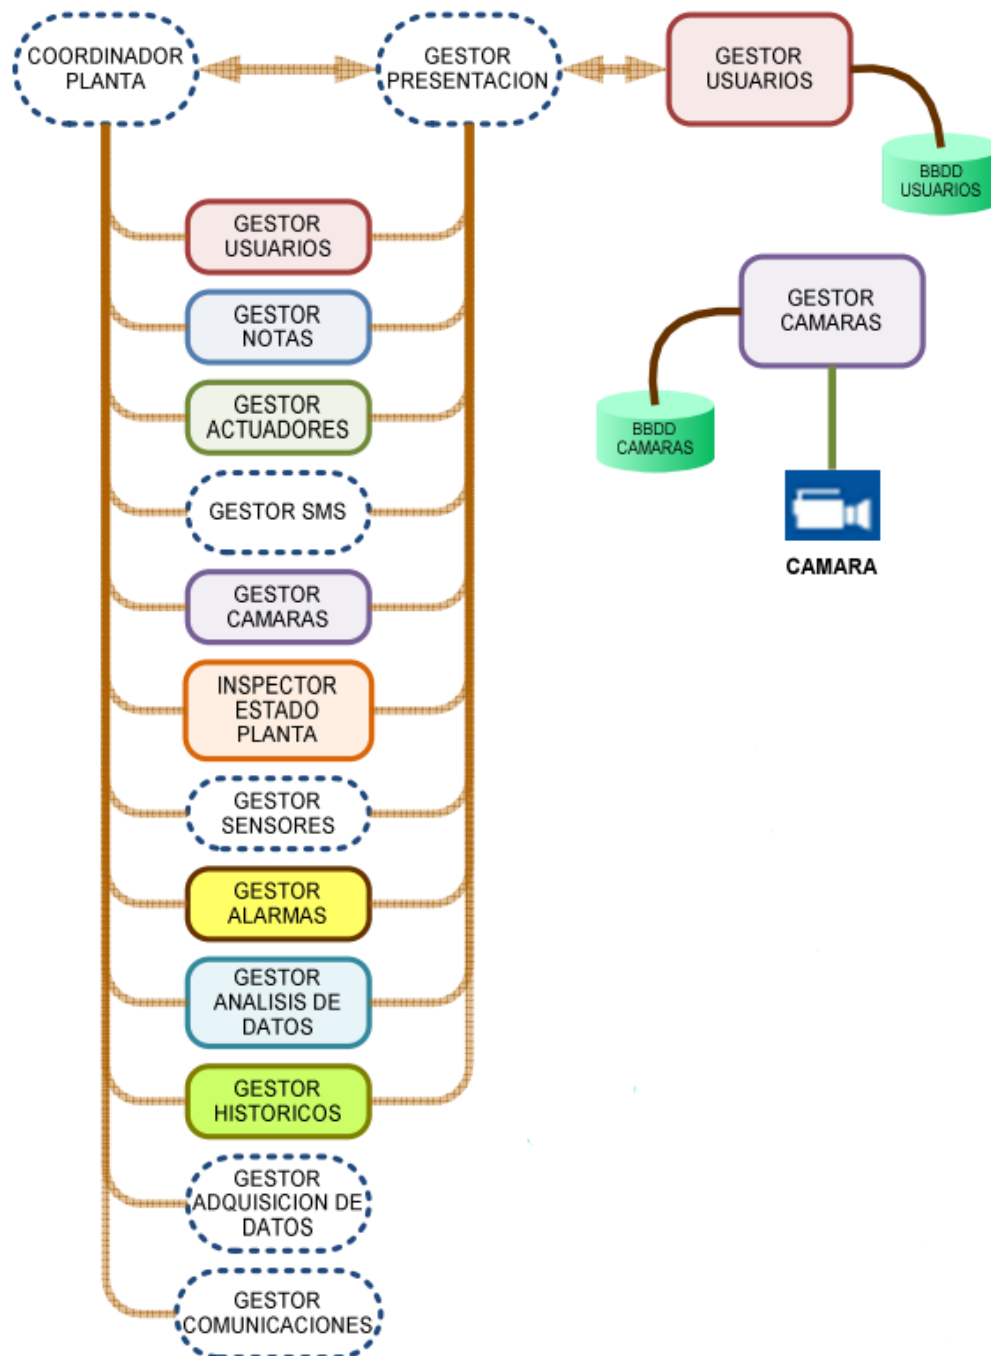 COORDINADOR
PLANTA
GESTOR
PRESENTACION
GESTOR
USUARIOS
BBDD
USUARIOS
GESTOR
USUARIOS
GESTOR
NOTAS
GESTOR
ACTUADORES
GESTOR SMS
GESTOR
CAMARAS
INSPECTOR
ESTADO
PLANTA
GESTOR
SENSORES
GESTOR
ALARMAS
GESTOR
ANALISIS DE
DATOS
GESTOR
HISTORICOS
GESTOR
ADQUISICION DE
DATOS
GESTOR
COMUNICACIONES
GESTOR
CAMARAS
BBDD
CAMARAS
CAMARA